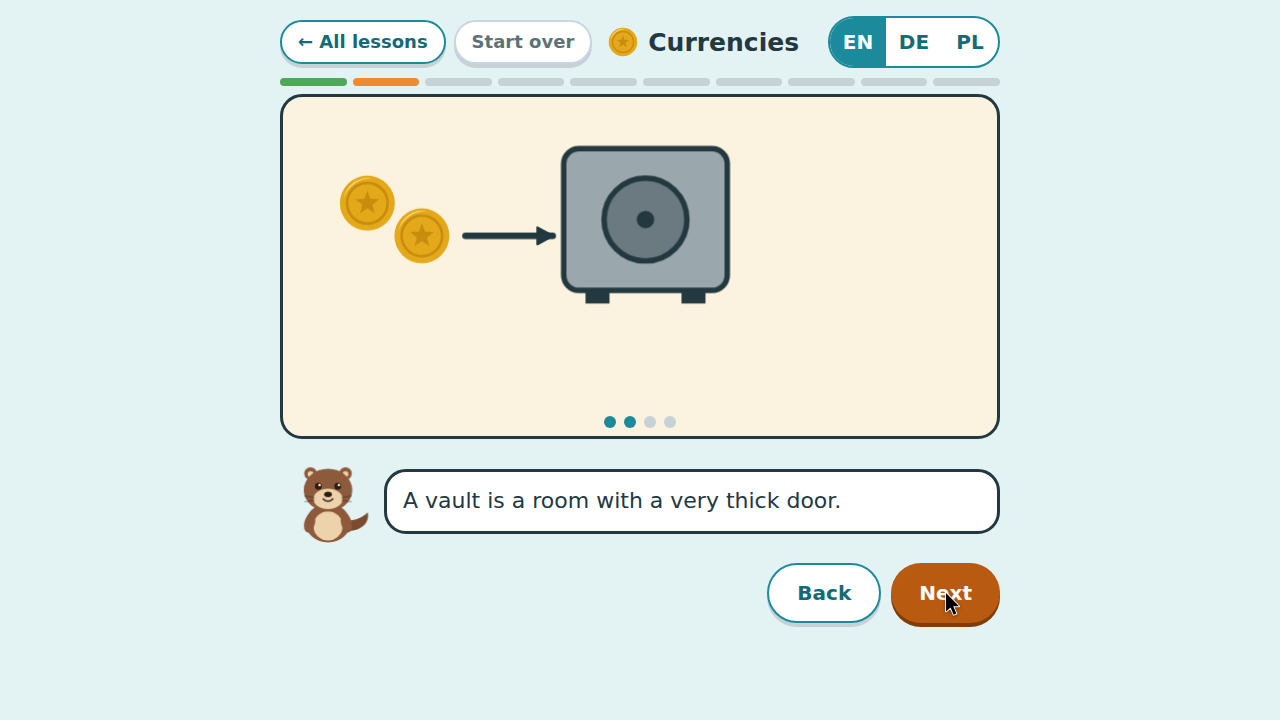 ← All lessons
Start over
Currencies
EN DE PL
A vault is a room with a very thick door.
Back
Next